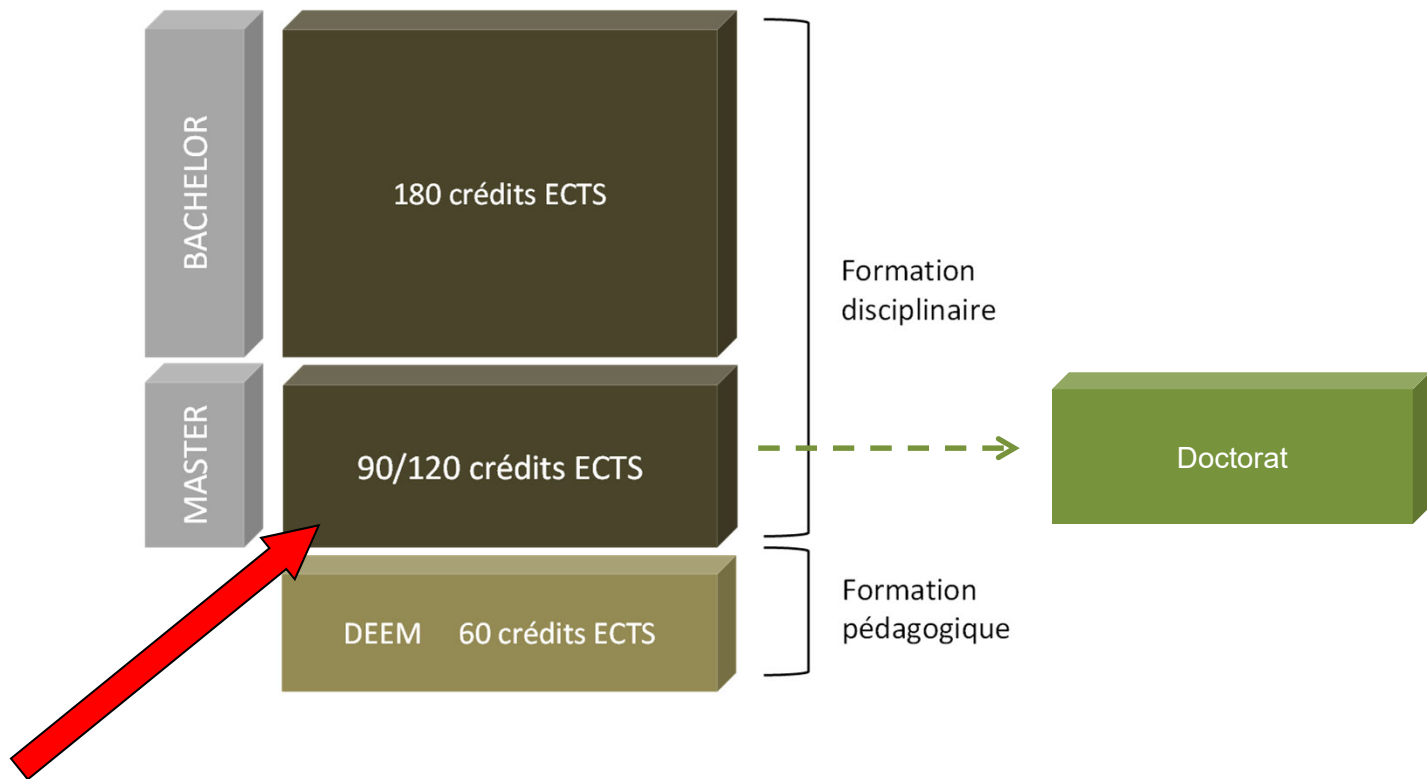 BACHELOR
180 crédits ECTS
Formation
disciplinaire
MASTER
90/120 crédits ECTS
Doctorat
DEEM 60 crédits ECTS
Formation
pédagogique